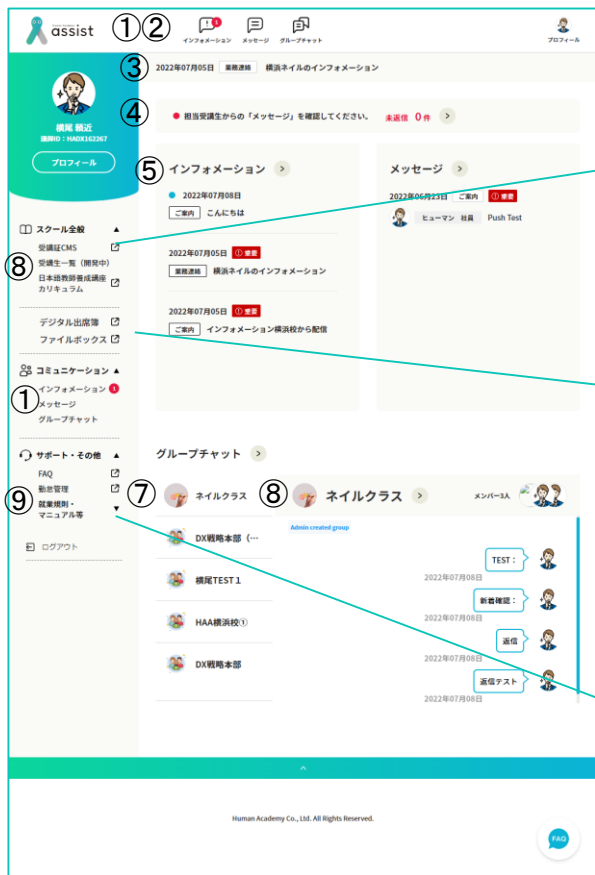 Human Academy assist
assist
①②
1
インフォメーション メッセージ グループチャット
プロフィール
③ 2022年07月05日 業務連絡 横浜ネイルのインフォメーション
④ 担当受講生からの「メッセージ」を確認してください。 未返信 0 件
横尾 頼近
講師ID:HADX162267
プロフィール
⑤ インフォメーション
2022年07月08日
ご案内 こんにちは
2022年07月05日 重要
業務連絡 横浜ネイルのインフォメーション
2022年07月05日 重要
ご案内 インフォメーション横浜校から配信
メッセージ
2022年06月23日 ご案内 重要
ヒューマン 社員 Push Test
スクール全般 ▲
受講証CMS
⑧ 受講生一覧(開発中)
日本語教師養成講座
カリキュラム
デジタル出席簿
ファイルボックス
コミュニケーション ▲
① インフォメーション 1
メッセージ
グループチャット
サポート・その他 ▲
FAQ
勤怠管理
⑨ 就業規則・
マニュアル等 ▼
ログアウト
グループチャット
⑦ ネイルクラス
DX戦略本部(…
横尾TEST1
HAA横浜校①
DX戦略本部
⑧ ネイルクラス メンバー3人
Admin created group
TEST:
2022年07月08日
新着確認:
2022年07月08日
返信
2022年07月08日
返信テスト
2022年07月08日
Human Academy Co., Ltd. All Rights Reserved.
FAQ